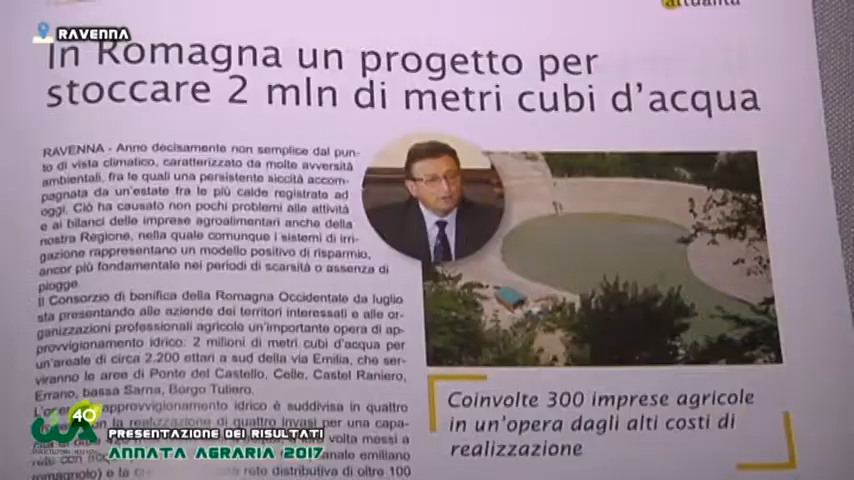 attualità
RAVENNA
In Romagna un progetto per
stoccare 2 mln di metri cubi d'acqua
RAVENNA - Anno decisamente non semplice dal pun-
to di vista climatico, caratterizzato da molte avversità
ambientali, fra le quali una persistente siccità accom-
pagnata da un'estate fra le più calde registrate ad
oggi. Ciò ha causato non pochi problemi alle attività
e ai bilanci delle imprese agroalimentari anche della
nostra Regione, nella quale comunque i sistemi di irri-
gazione rappresentano un modello positivo di risparmio,
ancor più fondamentale nei periodi di scarsità o assenza di
piogge.
Il Consorzio di bonifica della Romagna Occidentale da luglio
sta presentando alle aziende dei territori interessati e alle or-
ganizzazioni professionali agricole un'importante opera di ap-
provvigionamento idrico: 2 milioni di metri cubi d'acqua per
un'areale di circa 2.200 ettari a sud della via Emilia, che ser-
viranno le aree di Ponte del Castello, Celle, Castel Raniero,
Errano, bassa Sarna, Borgo Tuliero.
approvvigionamento idrico è suddivisa in quattro
la realizzazione di quattro invasi per una capa-
volta messi a
rete con canale emiliano
romagnolo) e la rete distributiva di oltre 100
Coinvolte 300 imprese agricole
in un'opera dagli alti costi di
realizzazione
40
PRESENTAZIONE DEI RISULTATI
ANNATA AGRARIA 2017